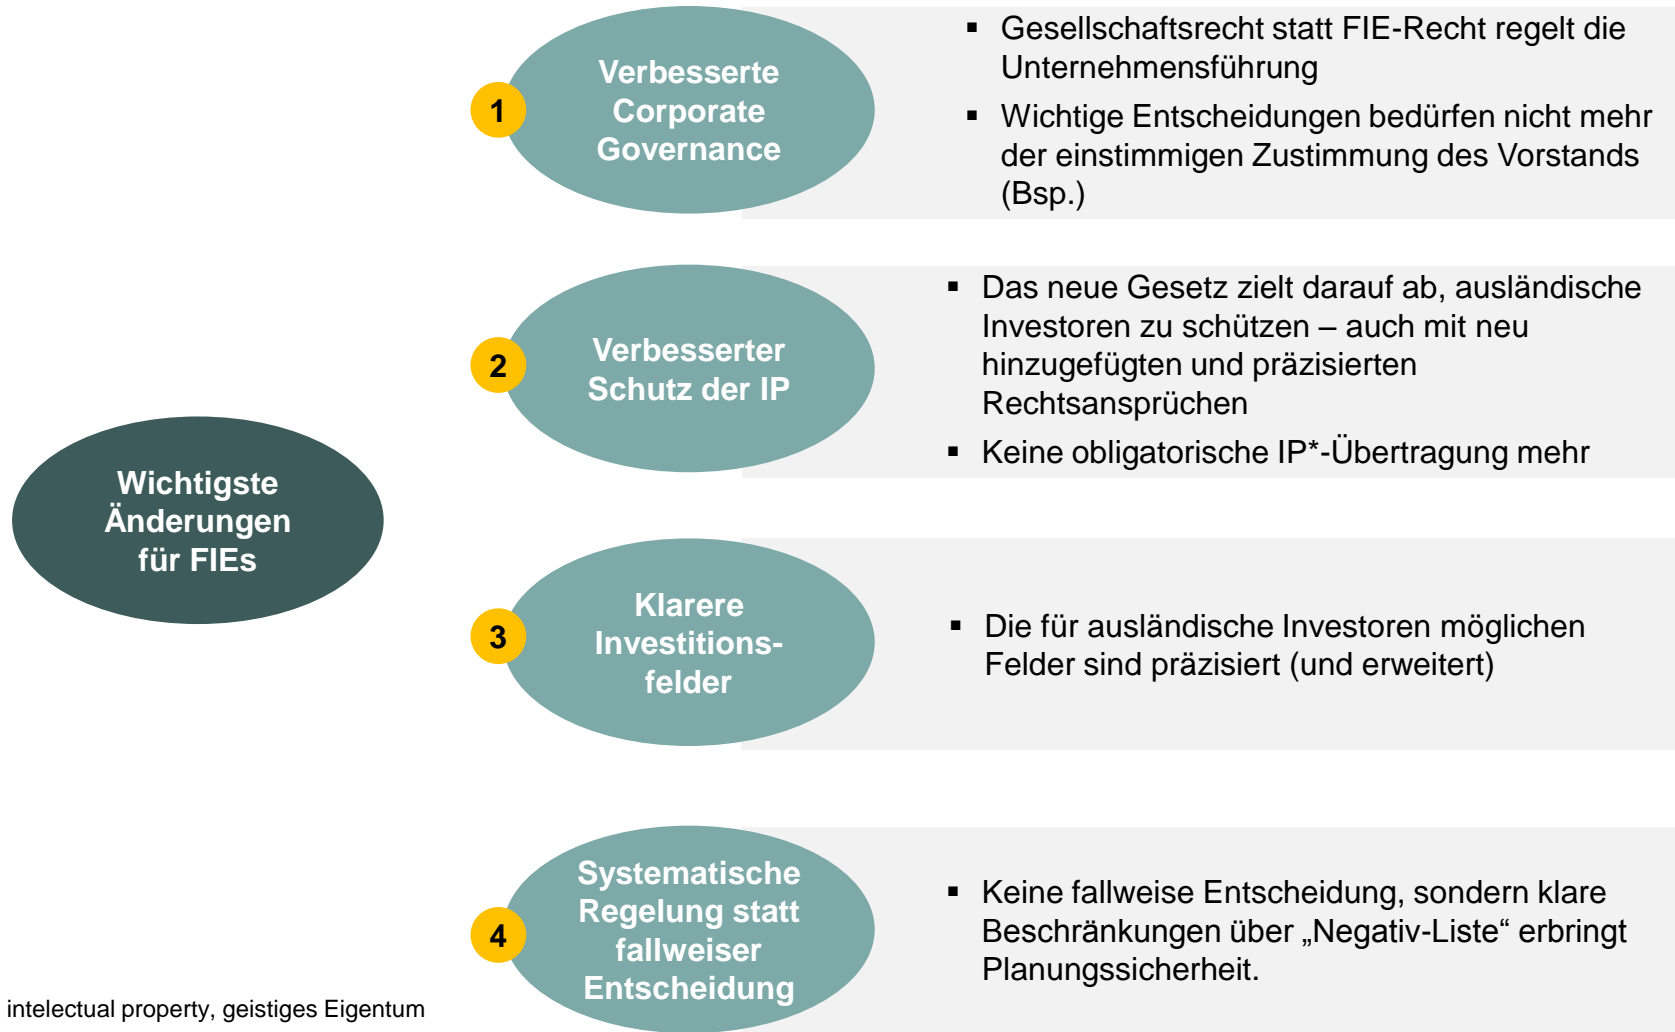 Wichtigste
Änderungen
für FIEs
1
Verbesserte
Corporate
Governance
▪ Gesellschaftsrecht statt FIE-Recht regelt die
Unternehmensführung
▪ Wichtige Entscheidungen bedürfen nicht mehr
der einstimmigen Zustimmung des Vorstands
(Bsp.)
2
Verbesserter
Schutz der IP
▪ Das neue Gesetz zielt darauf ab, ausländische
Investoren zu schützen – auch mit neu
hinzugefügten und präzisierten
Rechtsansprüchen
▪ Keine obligatorische IP*-Übertragung mehr
3
Klarere
Investitions-
felder
▪ Die für ausländische Investoren möglichen
Felder sind präzisiert (und erweitert)
4
Systematische
Regelung statt
fallweiser
Entscheidung
▪ Keine fallweise Entscheidung, sondern klare
Beschränkungen über „Negativ-Liste“ erbringt
Planungssicherheit.
intelectual property, geistiges Eigentum